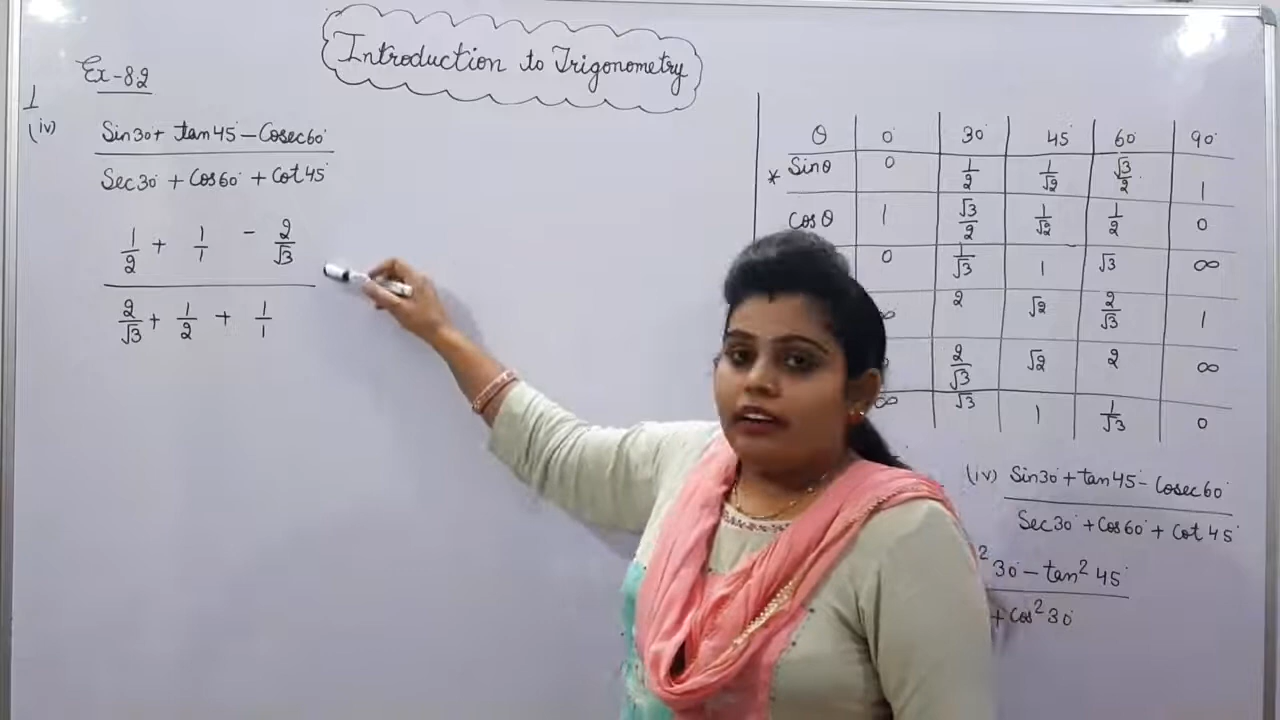 Introduction to Trigonometry
Ex-8.2
1
(iv) Sin30° + tan45° - Cosec60°
Sec30° + Cos60° + Cot45°
1/2 + 1/1 - 2/√3
2/√3 + 1/2 + 1/1
θ 0° 30° 45° 60° 90°
* Sinθ 0 1/2 1/√2 √3/2 1
Cosθ 1 √3/2 1/√2 1/2 0
0 1/√3 1 √3 ∞
∞ 2 √2 2/√3 1
2/√3 √2 2 ∞
∞ √3 1 1/√3 0
(iv) Sin30° + tan45° - Cosec60°
Sec30° + Cos60° + Cot45°
² 30° - tan² 45°
+ Cos² 30°